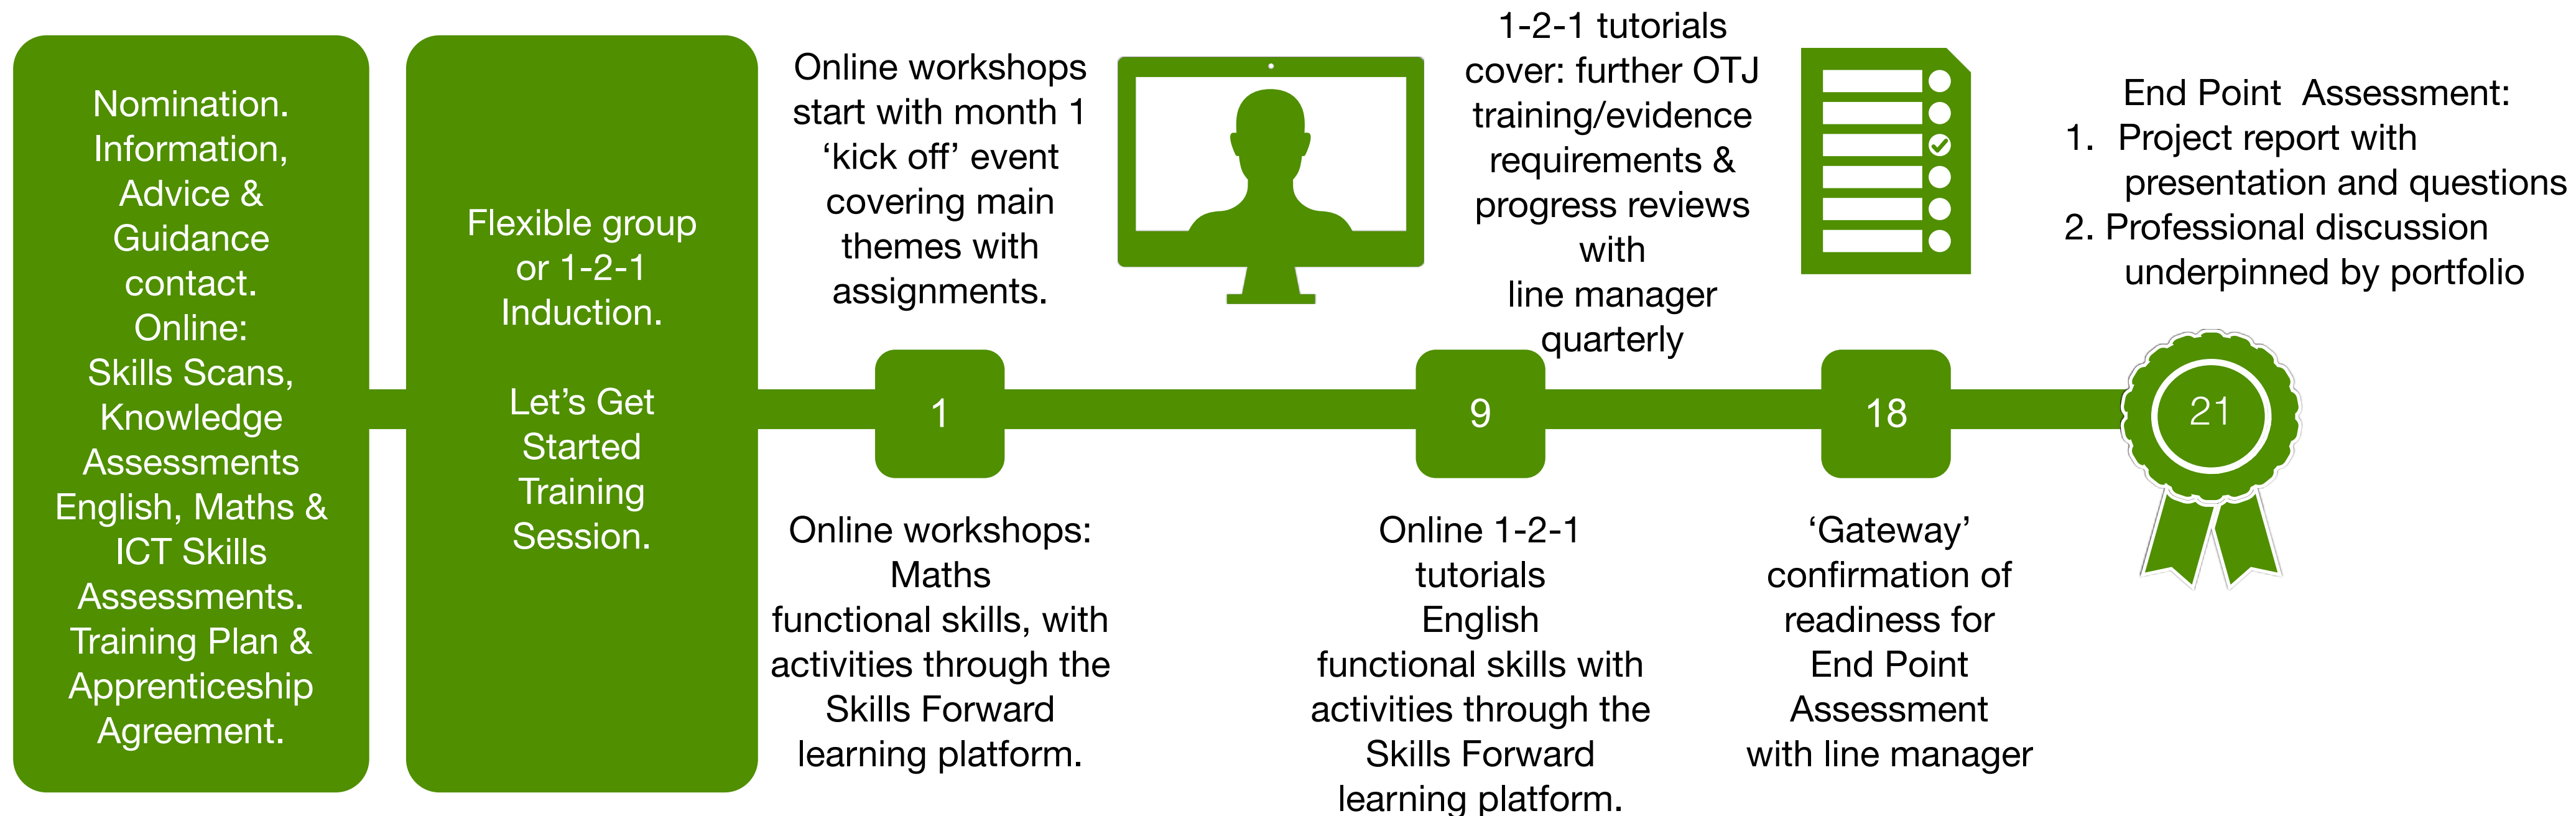 Nomination.
Information,
Advice &
Guidance
contact.
Online:
Skills Scans,
Knowledge
Assessments
English, Maths &
ICT Skills
Assessments.
Training Plan &
Apprenticeship
Agreement.
Flexible group
or 1-2-1
Induction.
Let’s Get
Started
Training
Session.
Online workshops
start with month 1
‘kick off’ event
covering main
themes with
assignments.
1
Online workshops:
Maths
functional skills, with
activities through the
Skills Forward
learning platform.
1-2-1 tutorials
cover: further OTJ
training/evidence
requirements &
progress reviews
with
line manager
quarterly
9
Online 1-2-1
tutorials
English
functional skills with
activities through the
Skills Forward
learning platform.
18
‘Gateway’
confirmation of
readiness for
End Point
Assessment
with line manager
End Point  Assessment:
1. Project report with
presentation and questions
2. Professional discussion
underpinned by portfolio
21